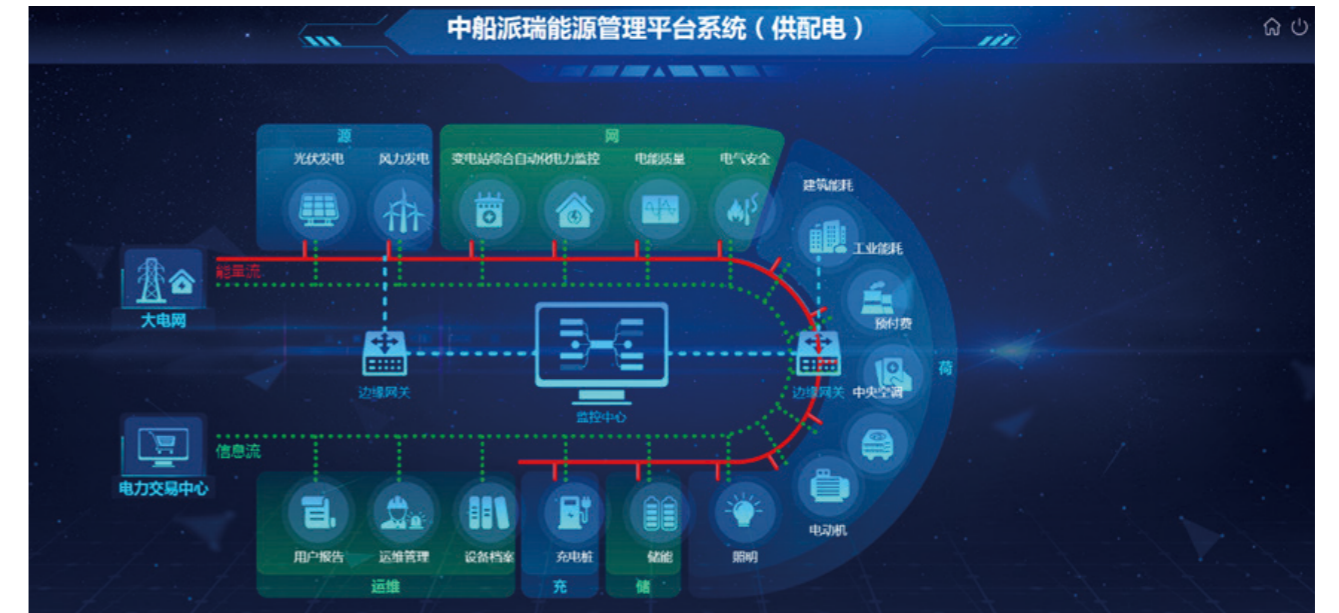 中船派瑞能源管理平台系统（供配电）
源
网
光伏发电
风力发电
变电站综合自动化
电力监控
电能质量
电气安全
建筑能耗
工业能耗
能量流
大电网
预付费
荷
边缘网关
监控中心
边缘网关
中央空调
信息流
电力交易中心
电动机
用户报告
运维管理
设备档案
充电桩
储能
照明
运维
充
储